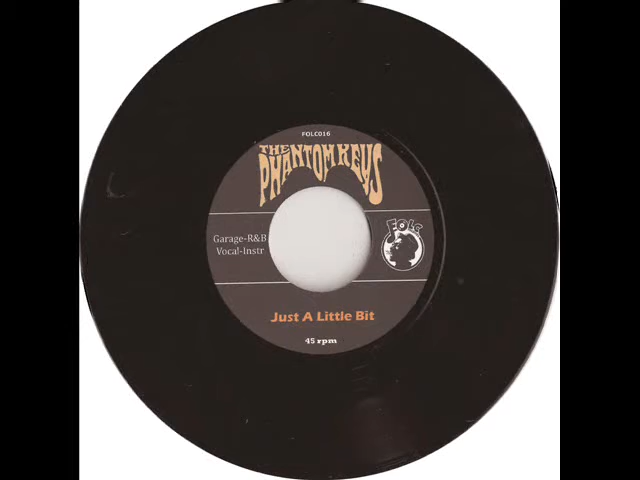 FOLC016
THE
PHANTOM KEYS
Garage-R&B
Vocal-Instr
FOLC
Just A Little Bit
45 rpm